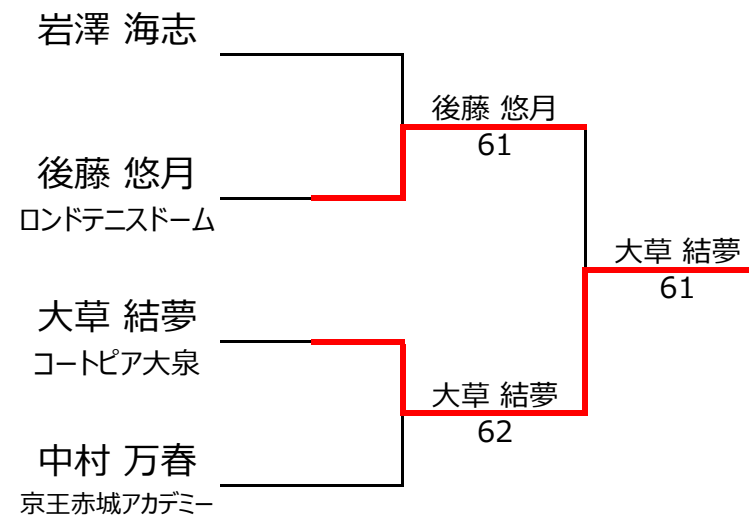 岩澤 海志
後藤 悠月
61
後藤 悠月
ロンドテニスドーム
大草 結夢
61
大草 結夢
コートピア大泉
大草 結夢
62
中村 万春
京王赤城アカデミー